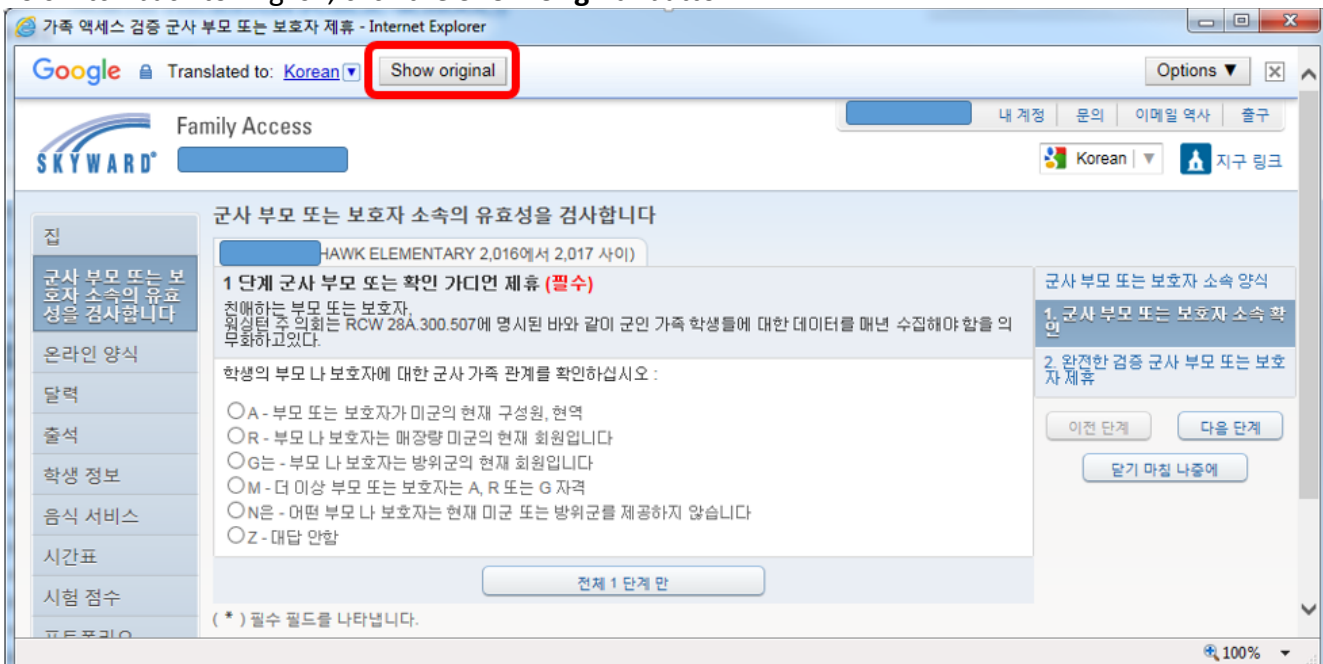 가족 액세스 검증 군사 부모 또는 보호자 제휴 - Internet Explorer
Google Translated to: Korean Show original Options ▼
SKYWARD® Family Access
내 계정 문의 이메일 역사 출구
Korean ▼ 지구 링크
집
군사 부모 또는 보
호자 소속의 유효
성을 검사합니다
온라인 양식
달력
출석
학생 정보
음식 서비스
시간표
시험 점수
군사 부모 또는 보호자 소속의 유효성을 검사합니다
HAWK ELEMENTARY 2,016에서 2,017 사이)
1 단계 군사 부모 또는 확인 가디언 제휴 (필수)
친애하는 부모 또는 보호자,
워싱턴 주 의회는 RCW 28A.300.507에 명시된 바와 같이 군인 가족 학생들에 대한 데이터를 매년 수집해야 함을 의
무화하고있다.
학생의 부모 나 보호자에 대한 군사 가족 관계를 확인하십시오 :
A - 부모 또는 보호자가 미군의 현재 구성원, 현역
R - 부모 나 보호자는 매장량 미군의 현재 회원입니다
G는 - 부모 나 보호자는 방위군의 현재 회원입니다
M - 더 이상 부모 또는 보호자는 A, R 또는 G 자격
N은 - 어떤 부모 나 보호자는 현재 미군 또는 방위군를 제공하지 않습니다
Z - 대답 안함
전체 1 단계 만
( * ) 필수 필드를 나타냅니다.
군사 부모 또는 보호자 소속 양식
1. 군사 부모 또는 보호자 소속 확
인
2. 완전한 검증 군사 부모 또는 보호
자 제휴
이전 단계 다음 단계
닫기 마침 나중에
100%